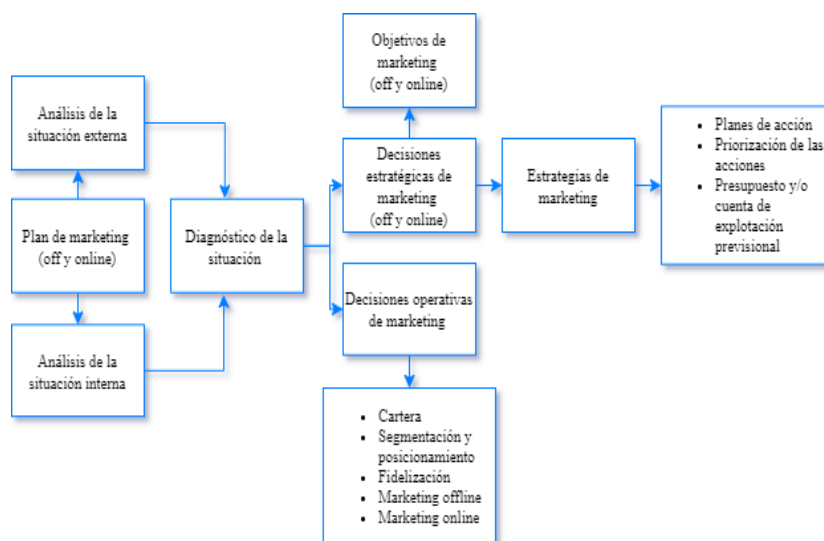 Objetivos de
marketing
(off y online)
Análisis de la
situación externa
Decisiones
estratégicas de
marketing
(off y online)
Estrategias de
marketing
• Planes de acción
• Priorización de las
acciones
• Presupuesto y/o
cuenta de
explotación
previsional
Plan de marketing
(off y online)
Diagnóstico de la
situación
Decisiones operativas
de marketing
Análisis de la
situación interna
• Cartera
• Segmentación y
posicionamiento
• Fidelización
• Marketing offline
• Marketing online